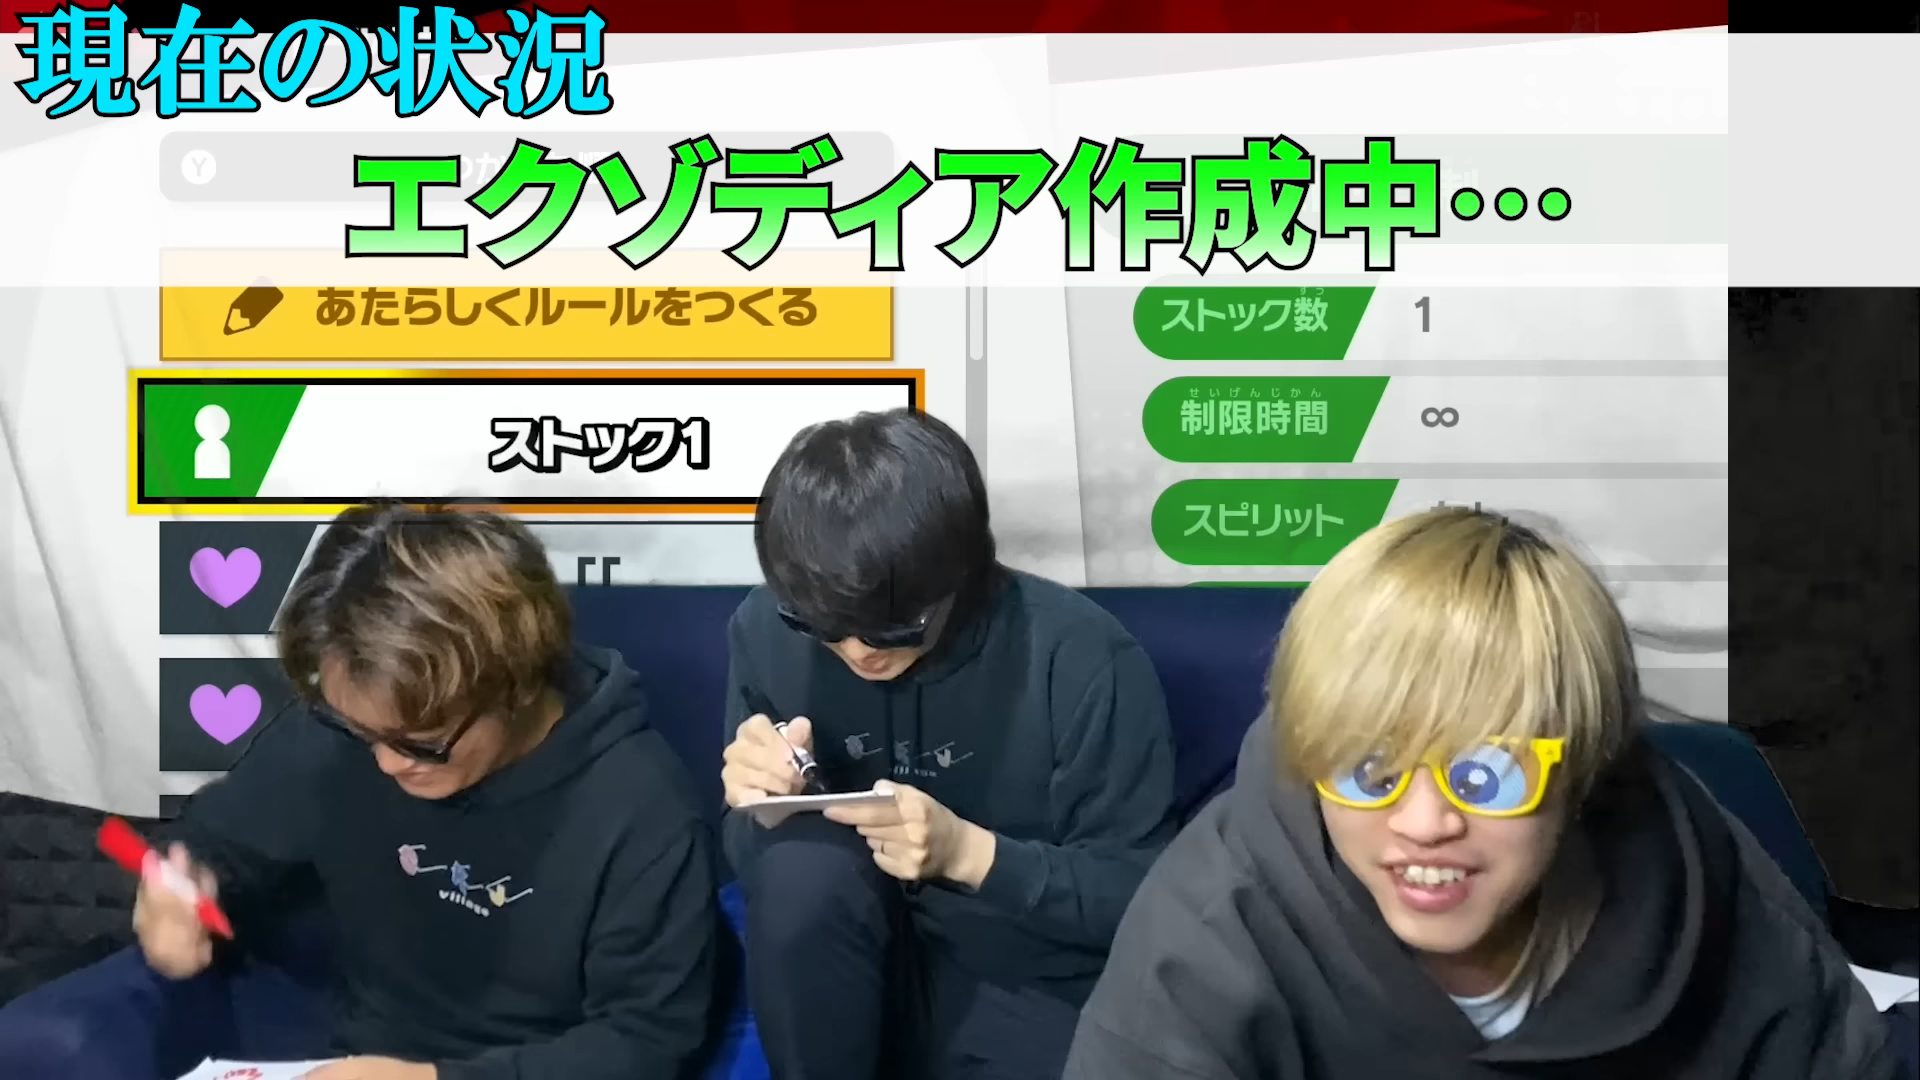 現在の状況
エクゾディア作成中…
Y
あたらしくルールをつくる
ストック1
ストック数 1
制限時間 ∞
スピリット
village